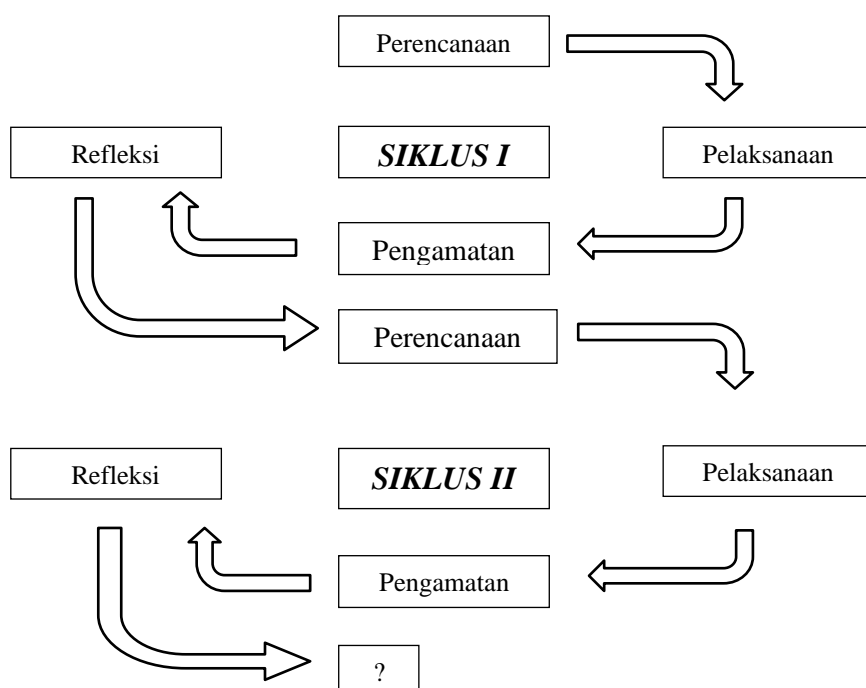 Perencanaan
Refleksi
SIKLUS I
Pelaksanaan
Pengamatan
Perencanaan
Refleksi
SIKLUS II
Pelaksanaan
Pengamatan
?